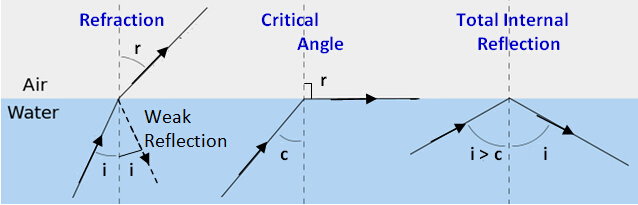 Refraction
Critical
Angle
Total Internal
Reflection
r
r
Air
Water
Weak
Reflection
i
i
c
i > c
i